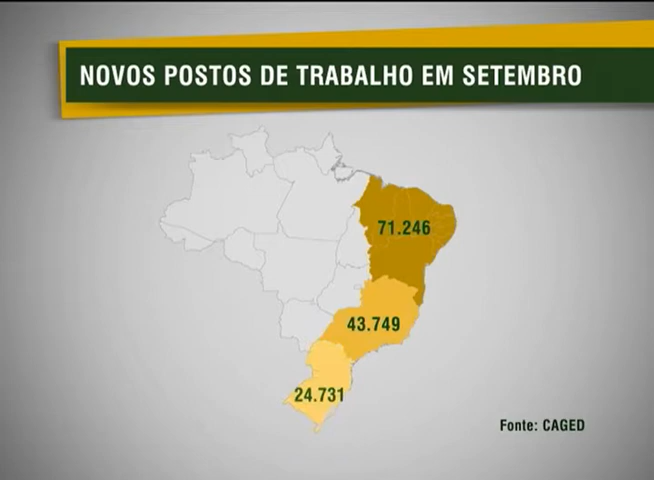 NOVOS POSTOS DE TRABALHO EM SETEMBRO
71.246
43.749
24.731
Fonte: CAGED